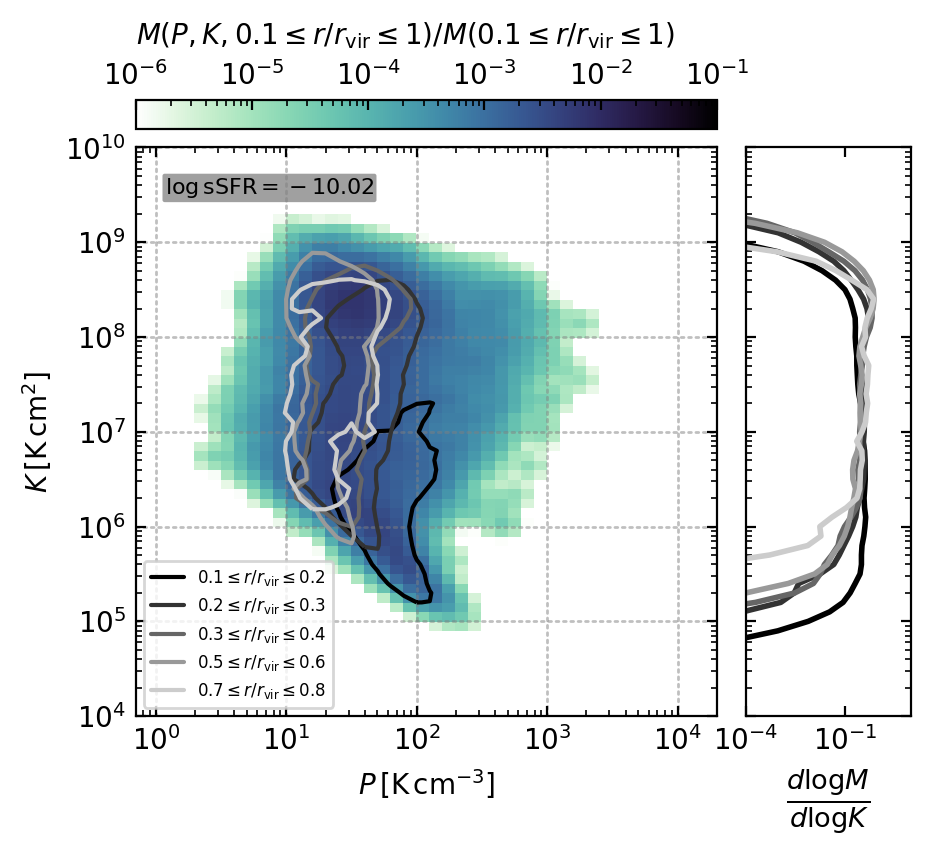 M(P, K, 0.1 ≤ r/r_vir ≤ 1)/M(0.1 ≤ r/r_vir ≤ 1)
10^−6 10^−5 10^−4 10^−3 10^−2 10^−1
log sSFR = −10.02
K [K cm^2]
10^10
10^9
10^8
10^7
10^6
10^5
10^4
0.1 ≤ r/r_vir ≤ 0.2
0.2 ≤ r/r_vir ≤ 0.3
0.3 ≤ r/r_vir ≤ 0.4
0.5 ≤ r/r_vir ≤ 0.6
0.7 ≤ r/r_vir ≤ 0.8
10^0 10^1 10^2 10^3 10^4
10^−4 10^−1
P [K cm^−3]
dlogM
dlogK